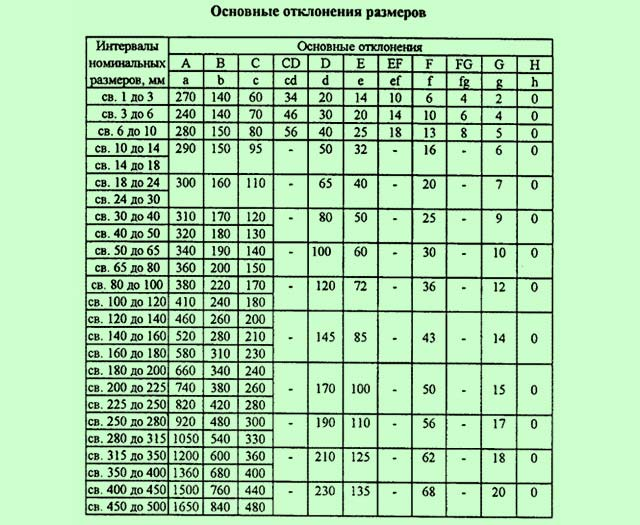 Основные отклонения размеров
Интервалы номинальных размеров, мм Основные отклонения
A B C CD D E EF F FG G H
a b c cd d e ef f fg g h
св. 1 до 3 270 140 60 34 20 14 10 6 4 2 0
св. 3 до 6 240 140 70 46 30 20 14 10 6 4 0
св. 6 до 10 280 150 80 56 40 25 18 13 8 5 0
св. 10 до 14 290 150 95 - 50 32 - 16 - 6 0
св. 14 до 18
св. 18 до 24 300 160 110 - 65 40 - 20 - 7 0
св. 24 до 30
св. 30 до 40 310 170 120 - 80 50 - 25 - 9 0
св. 40 до 50 320 180 130
св. 50 до 65 340 190 140 - 100 60 - 30 - 10 0
св. 65 до 80 360 200 150
св. 80 до 100 380 220 170 - 120 72 - 36 - 12 0
св. 100 до 120 410 240 180
св. 120 до 140 460 260 200
св. 140 до 160 520 280 210 - 145 85 - 43 - 14 0
св. 160 до 180 580 310 230
св. 180 до 200 660 340 240
св. 200 до 225 740 380 260 - 170 100 - 50 - 15 0
св. 225 до 250 820 420 280
св. 250 до 280 920 480 300 - 190 110 - 56 - 17 0
св. 280 до 315 1050 540 330
св. 315 до 350 1200 600 360 - 210 125 - 62 - 18 0
св. 350 до 400 1360 680 400
св. 400 до 450 1500 760 440 - 230 135 - 68 - 20 0
св. 450 до 500 1650 840 480